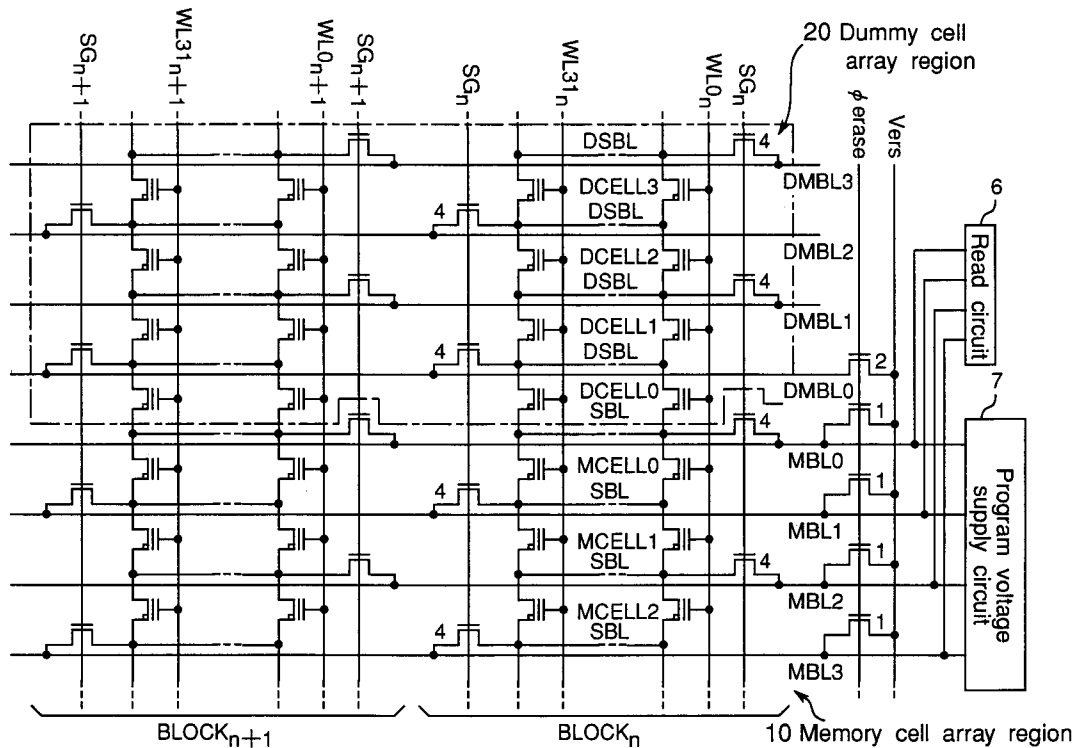 SGn+1
WL31n+1
WL0n+1
SGn+1
SGn
WL31n
WL0n
SGn
20 Dummy cell
array region
ϕ erase
Vers
DSBL
4
DMBL3
DCELL3
4
DSBL
DMBL2
6
Read circuit
DCELL2
DSBL
4
DMBL1
DCELL1
4
DSBL
2
DMBL0
7
Program voltage
supply circuit
DCELL0
SBL
4
1
MBL0
MCELL0
4
SBL
1
MBL1
MCELL1
SBL
4
1
MBL2
MCELL2
4
SBL
1
MBL3
BLOCKn+1
BLOCKn
10 Memory cell array region